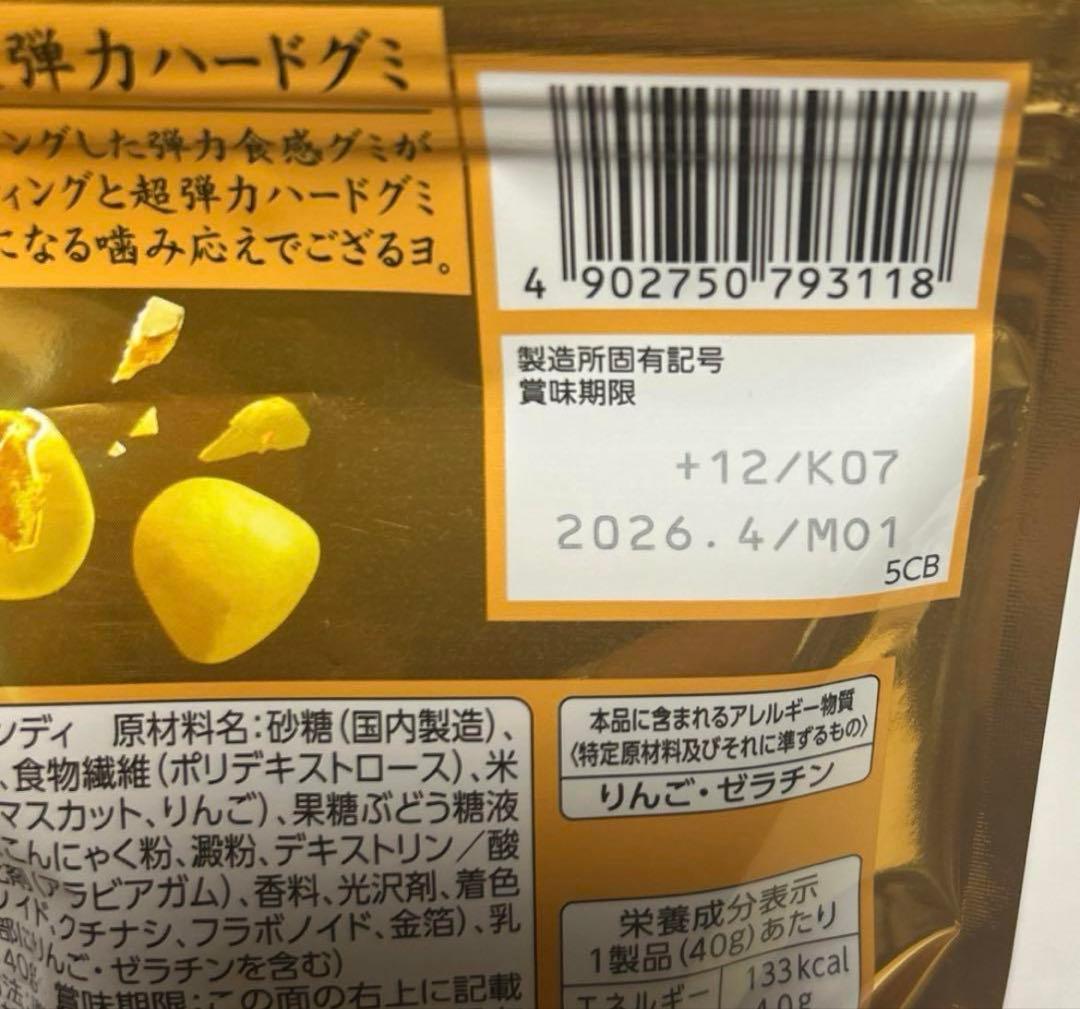 弾力ハードグミ
ングした弾力食感グミが
ィングと超弾力ハードグミ
になる噛み応えでござるヨ。
4 902750 793118
製造所固有記号
賞味期限
+12/K07
2026.4/M01
5CB
ンディ 原材料名:砂糖(国内製造)、
、食物繊維(ポリデキストロース)、米
マスカット、りんご)、果糖ぶどう糖液
こんにゃく粉、澱粉、デキストリン/酸
(アラビアガム)、香料、光沢剤、着色
ノイド、クチナシ、フラボノイド、金箔)、乳
部にりんご・ゼラチンを含む)
40g
賞味期限:この面の右上に記載
本品に含まれるアレルギー物質
〈特定原材料及びそれに準ずるもの〉
りんご・ゼラチン
栄養成分表示
1製品(40g)あたり
エネルギー 133kcal
4.0g